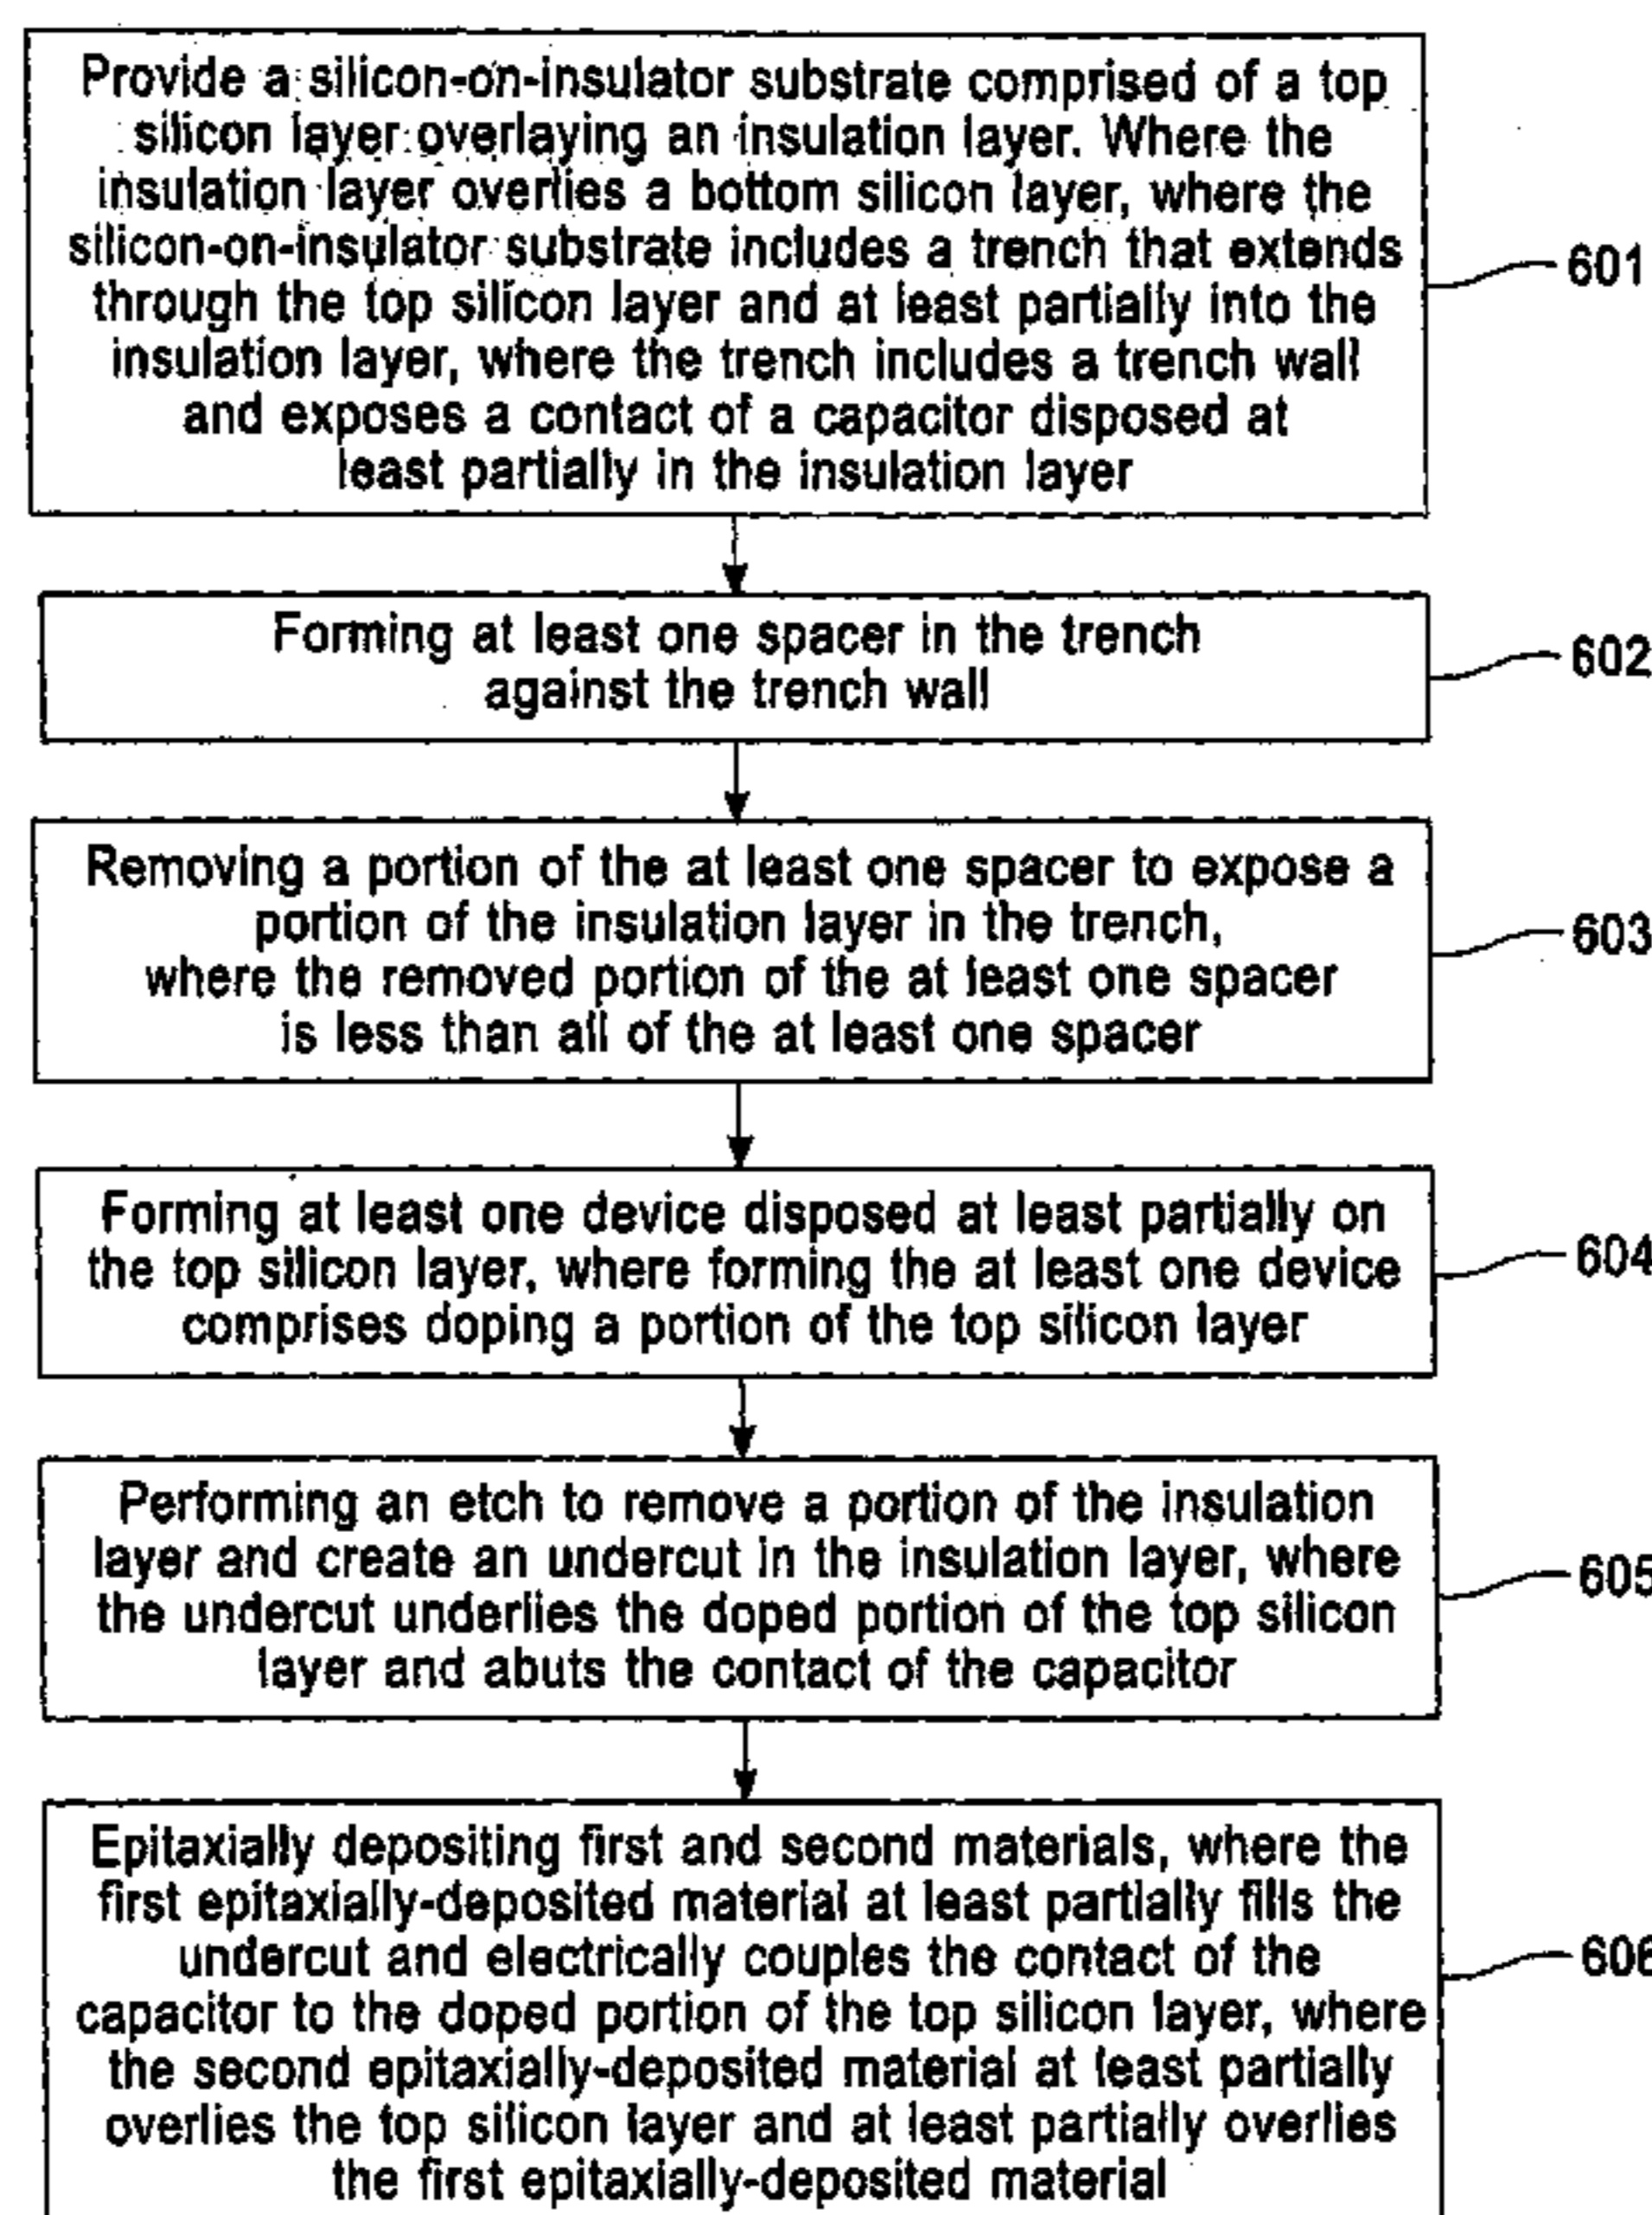 Provide a silicon-on-insulator substrate comprised of a top
silicon layer overlaying an insulation layer. Where the
insulation layer overlies a bottom silicon layer, where the
silicon-on-insulator substrate includes a trench that extends
through the top silicon layer and at least partially into the
insulation layer, where the trench includes a trench wall
and exposes a contact of a capacitor disposed at
least partially in the insulation layer
601
Forming at least one spacer in the trench
against the trench wall
602
Removing a portion of the at least one spacer to expose a
portion of the insulation layer in the trench,
where the removed portion of the at least one spacer
is less than all of the at least one spacer
603
Forming at least one device disposed at least partially on
the top silicon layer, where forming the at least one device
comprises doping a portion of the top silicon layer
604
Performing an etch to remove a portion of the insulation
layer and create an undercut in the insulation layer, where
the undercut underlies the doped portion of the top silicon
layer and abuts the contact of the capacitor
605
Epitaxially depositing first and second materials, where the
first epitaxially-deposited material at least partially fills the
undercut and electrically couples the contact of the
capacitor to the doped portion of the top silicon layer, where
the second epitaxially-deposited material at least partially
overlies the top silicon layer and at least partially overlies
the first epitaxially-deposited material
606